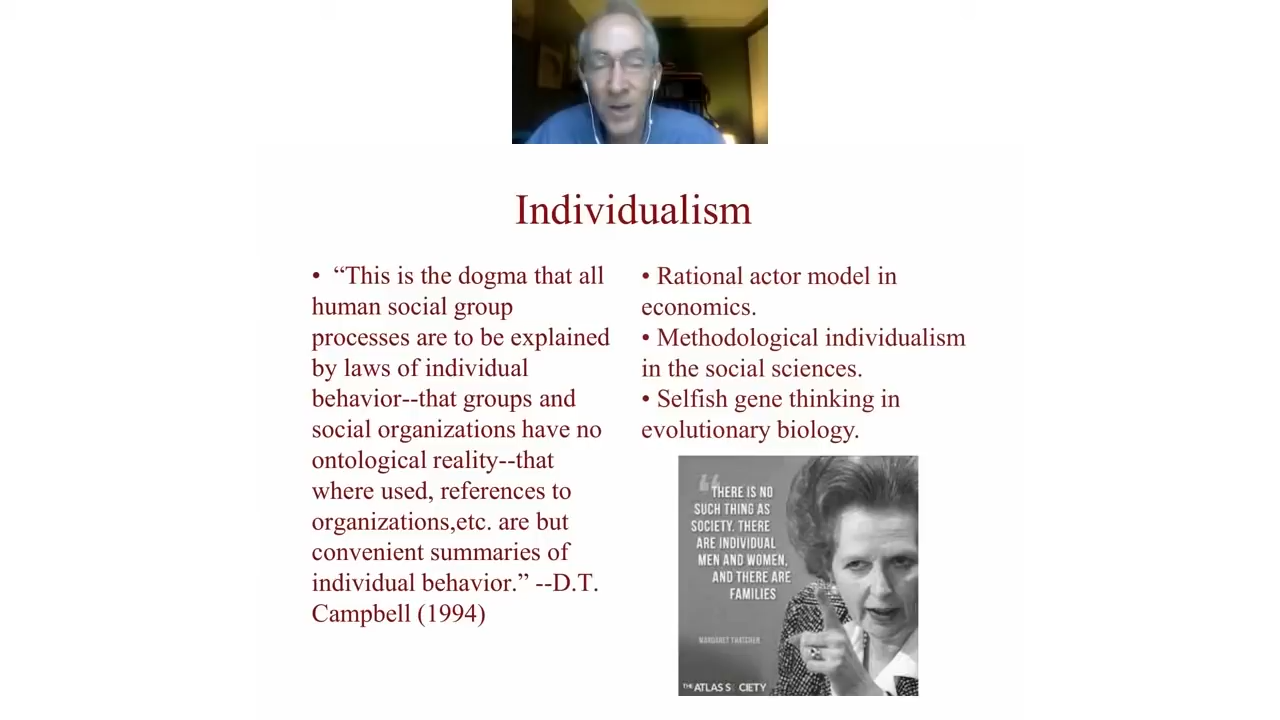 Individualism
• “This is the dogma that all
human social group
processes are to be explained
by laws of individual
behavior--that groups and
social organizations have no
ontological reality--that
where used, references to
organizations,etc. are but
convenient summaries of
individual behavior.” --D.T.
Campbell (1994)
• Rational actor model in
economics.
• Methodological individualism
in the social sciences.
• Selfish gene thinking in
evolutionary biology.
“THERE IS NO
SUCH THING AS
SOCIETY. THERE
ARE INDIVIDUAL
MEN AND WOMEN,
AND THERE ARE
FAMILIES
MARGARET THATCHER
THE ATLAS SOCIETY